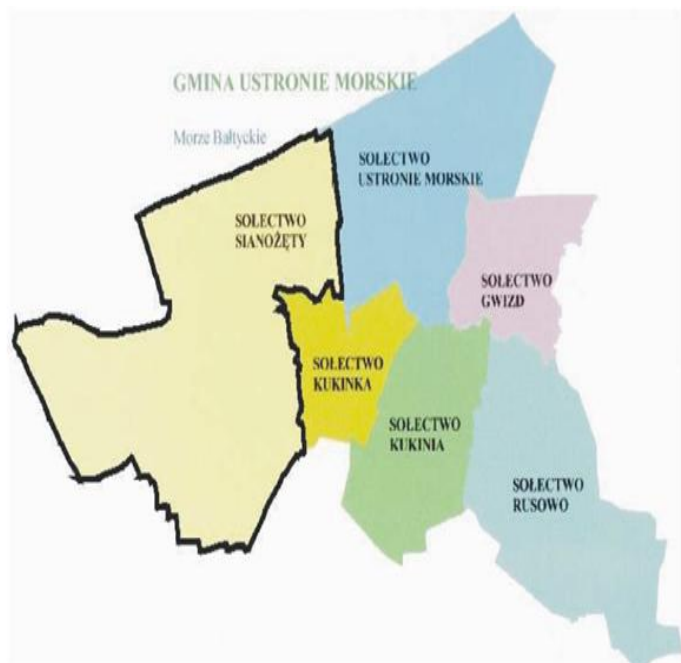 GMINA USTRONIE MORSKIE
Morze Bałtyckie
SOŁECTWO
USTRONIE MORSKIE
SOŁECTWO
SIANOŻĘTY
SOŁECTWO
GWIZD
SOŁECTWO
KUKINKA
SOŁECTWO
KUKINIA
SOŁECTWO
RUSOWO